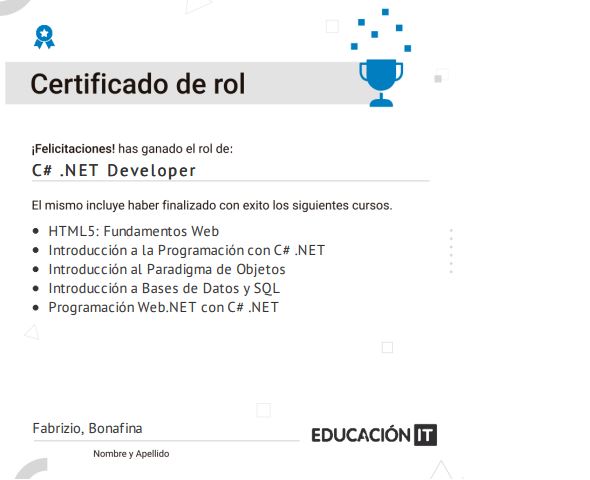 Certificado de rol
¡Felicitaciones! has ganado el rol de:
C# .NET Developer
El mismo incluye haber finalizado con exito los siguientes cursos.
• HTML5: Fundamentos Web
• Introducción a la Programación con C# .NET
• Introducción al Paradigma de Objetos
• Introducción a Bases de Datos y SQL
• Programación Web.NET con C# .NET
Fabrizio, Bonafina
Nombre y Apellido
EDUCACIÓN IT